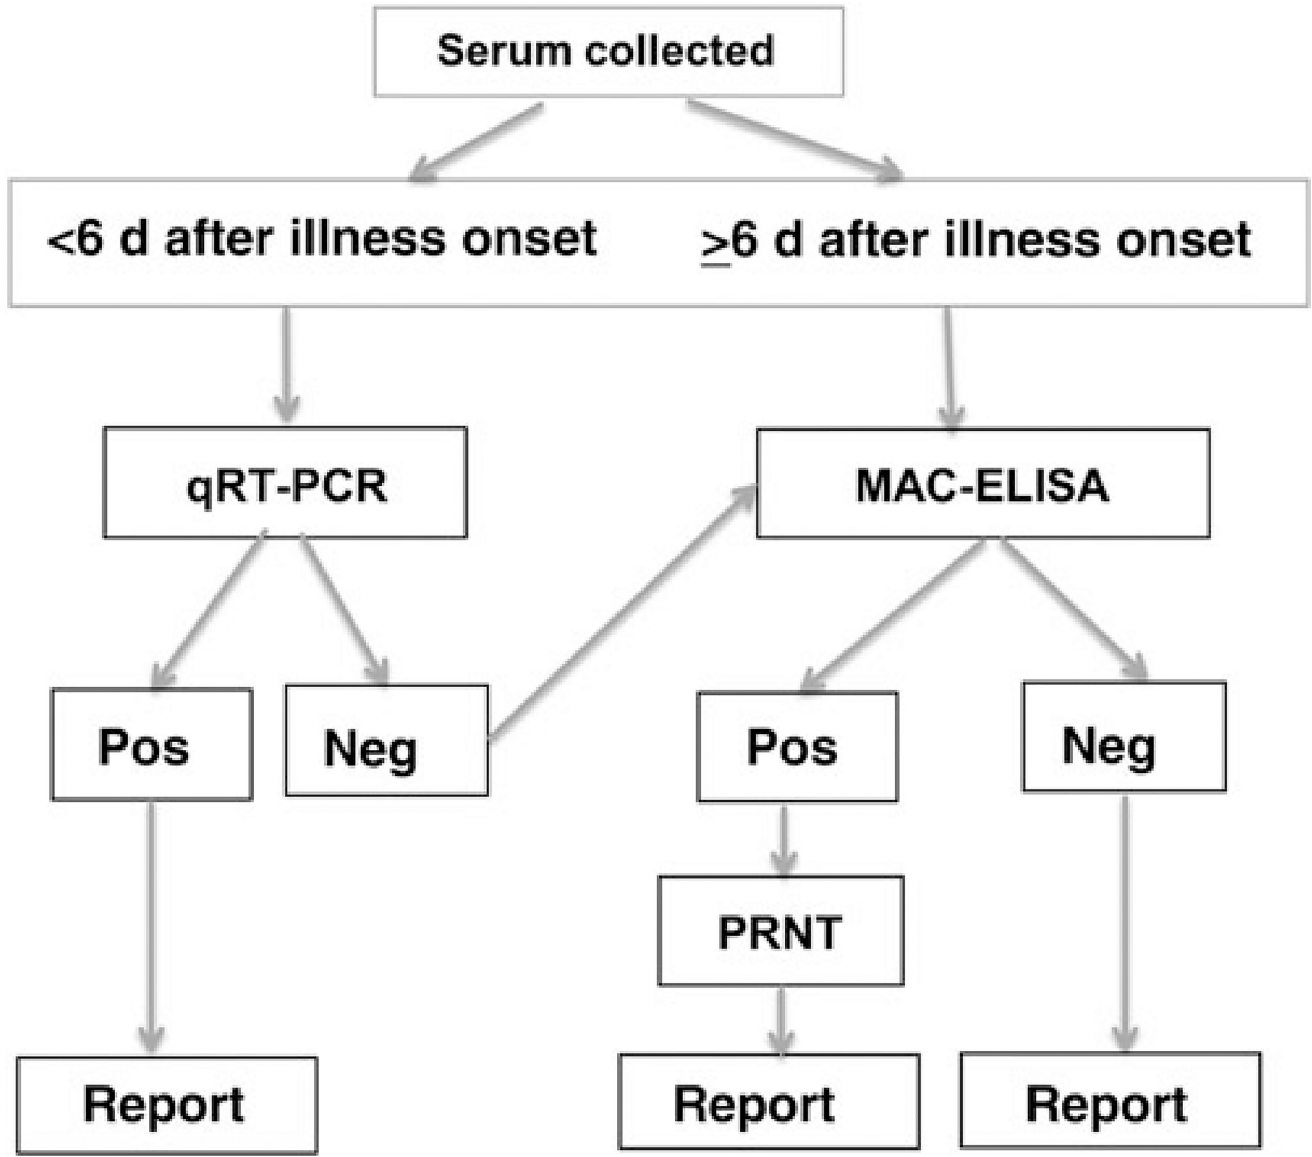 Serum collected
<6 d after illness onset
≥6 d after illness onset
qRT-PCR
MAC-ELISA
Pos
Neg
Pos
Neg
PRNT
Report
Report
Report